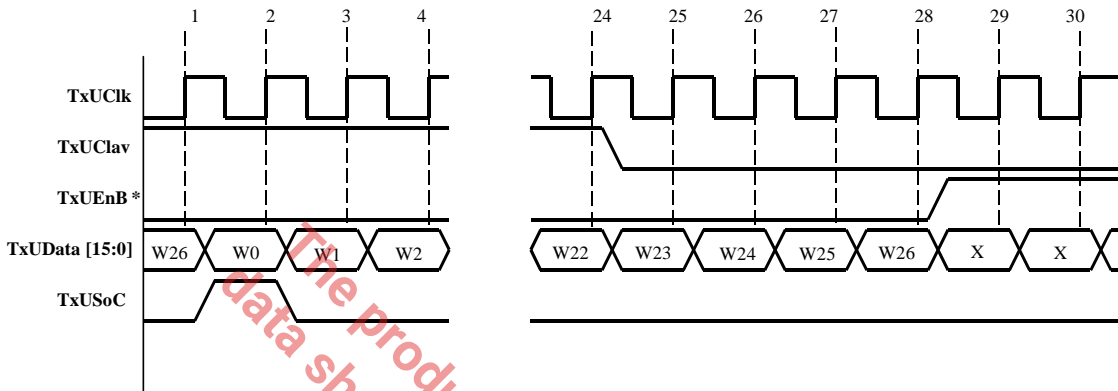 1 2 3 4 24 25 26 27 28 29 30
TxUClk
TxUClav
TxUEnB *
TxUData [15:0] W26 W0 W1 W2 W22 W23 W24 W25 W26 X X
TxUSoC
The produ
data sh